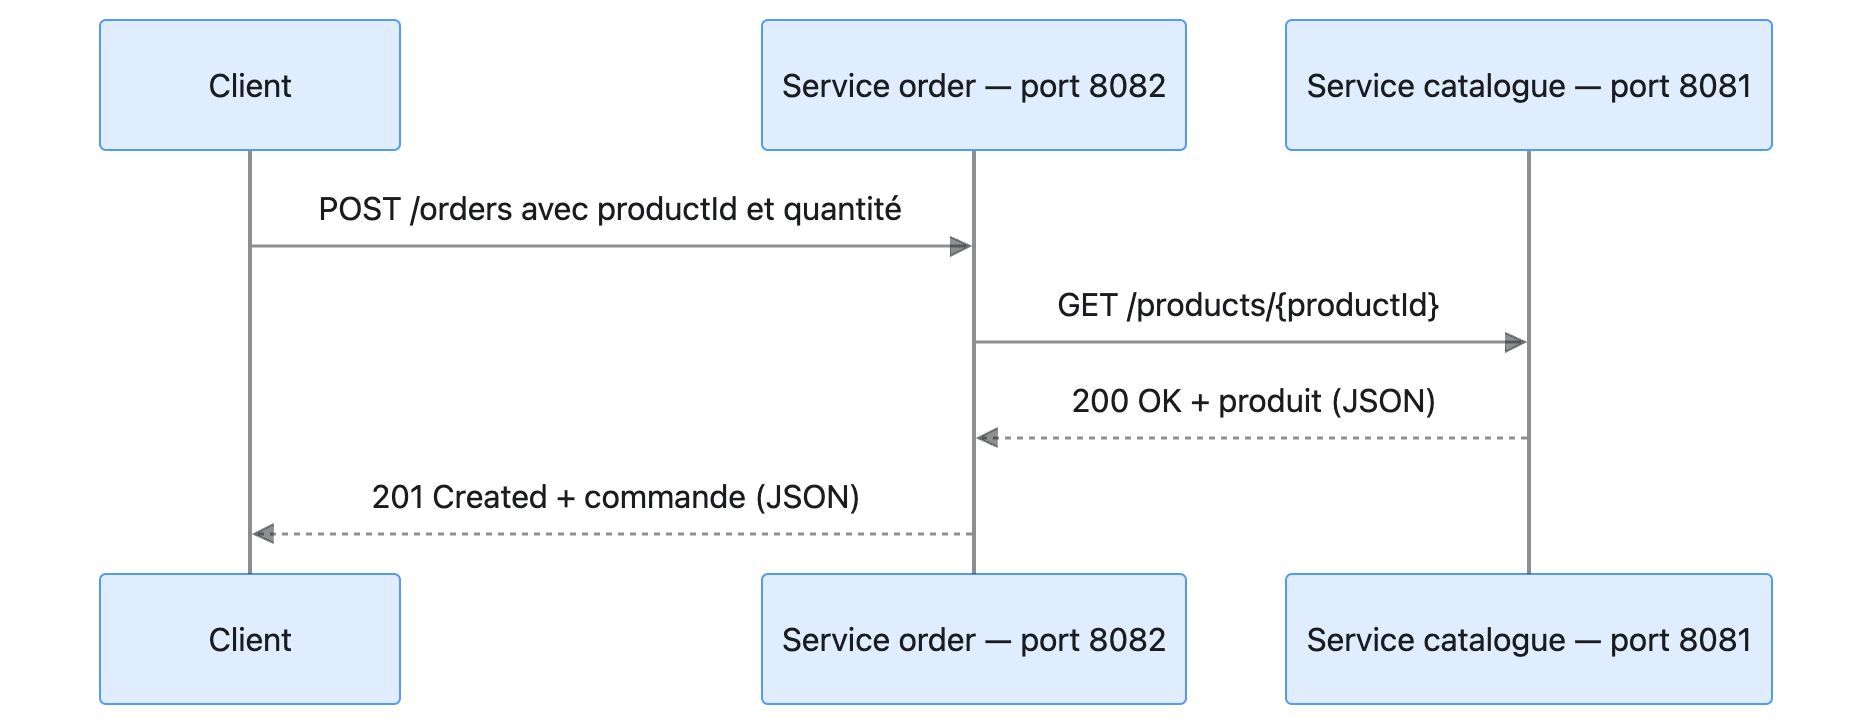 Client
Service order — port 8082
Service catalogue — port 8081
POST /orders avec productId et quantité
GET /products/{productId}
200 OK + produit (JSON)
201 Created + commande (JSON)
Client
Service order — port 8082
Service catalogue — port 8081